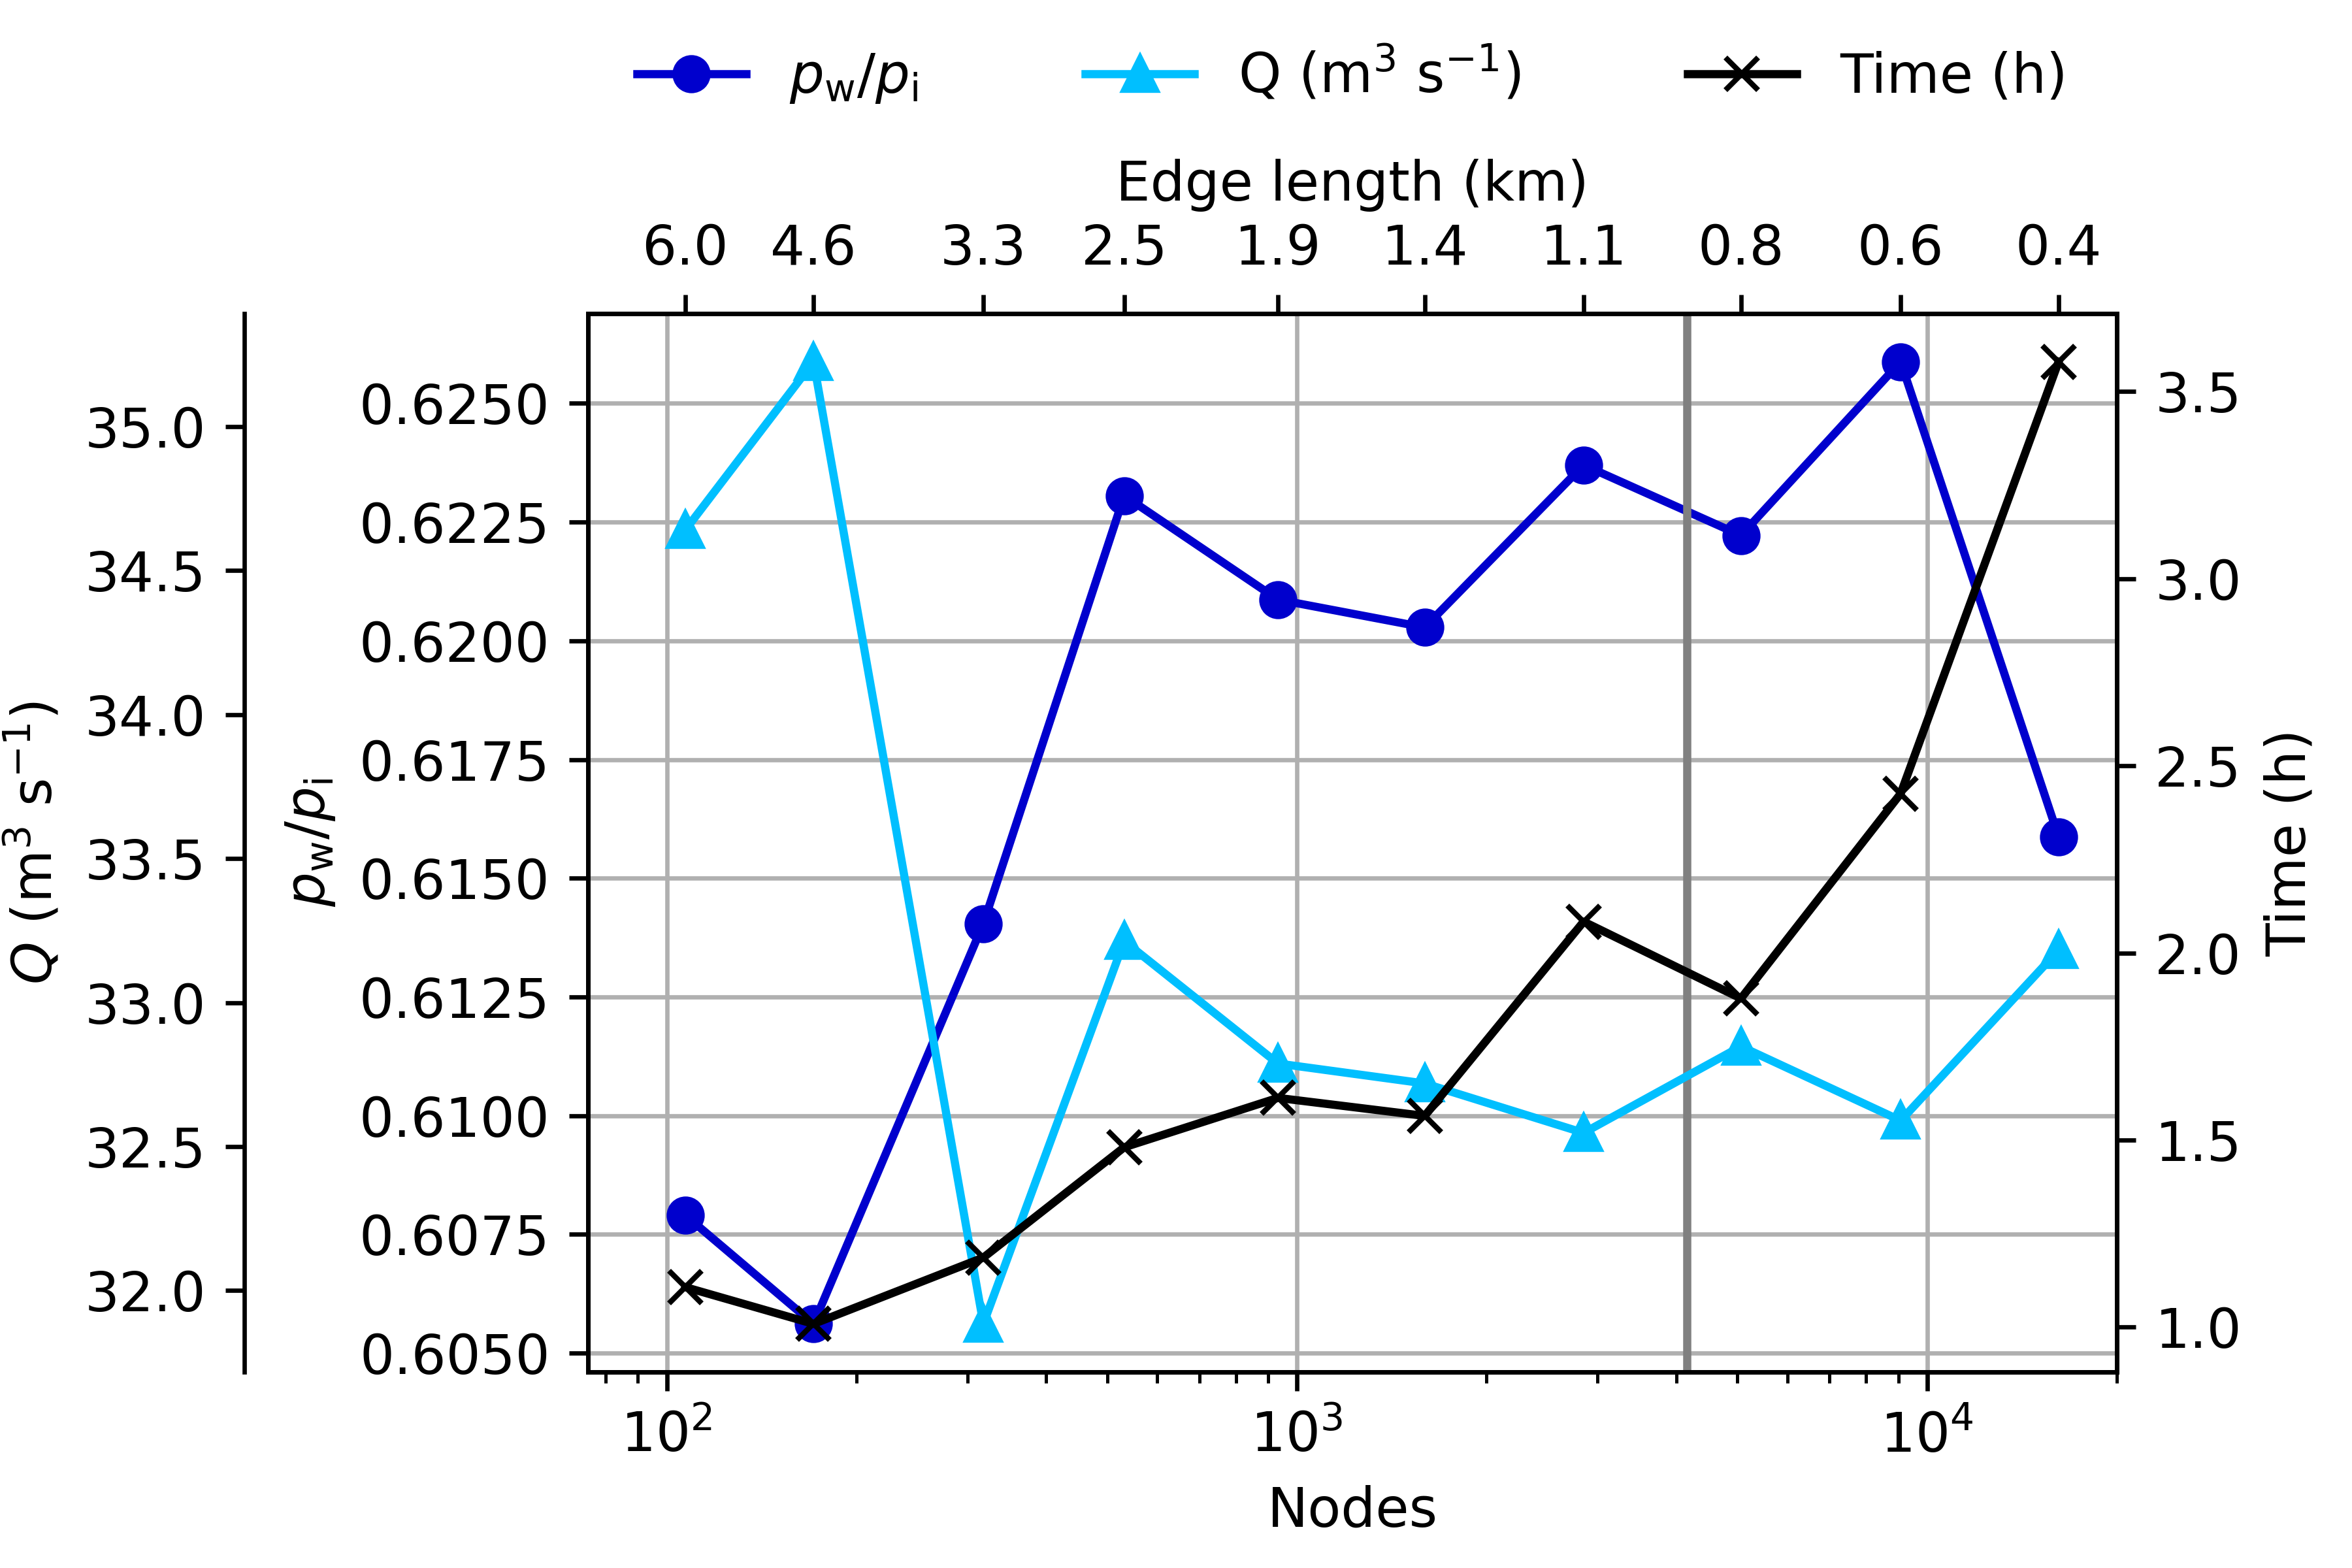 p_w/p_i Q (m³ s⁻¹) Time (h)
Edge length (km)
6.0 4.6 3.3 2.5 1.9 1.4 1.1 0.8 0.6 0.4
Q (m³ s⁻¹)
35.0
34.5
34.0
33.5
33.0
32.5
32.0
p_w/p_i
0.6250
0.6225
0.6200
0.6175
0.6150
0.6125
0.6100
0.6075
0.6050
3.5
3.0
2.5
2.0
1.5
1.0
Time (h)
10² 10³ 10⁴
Nodes